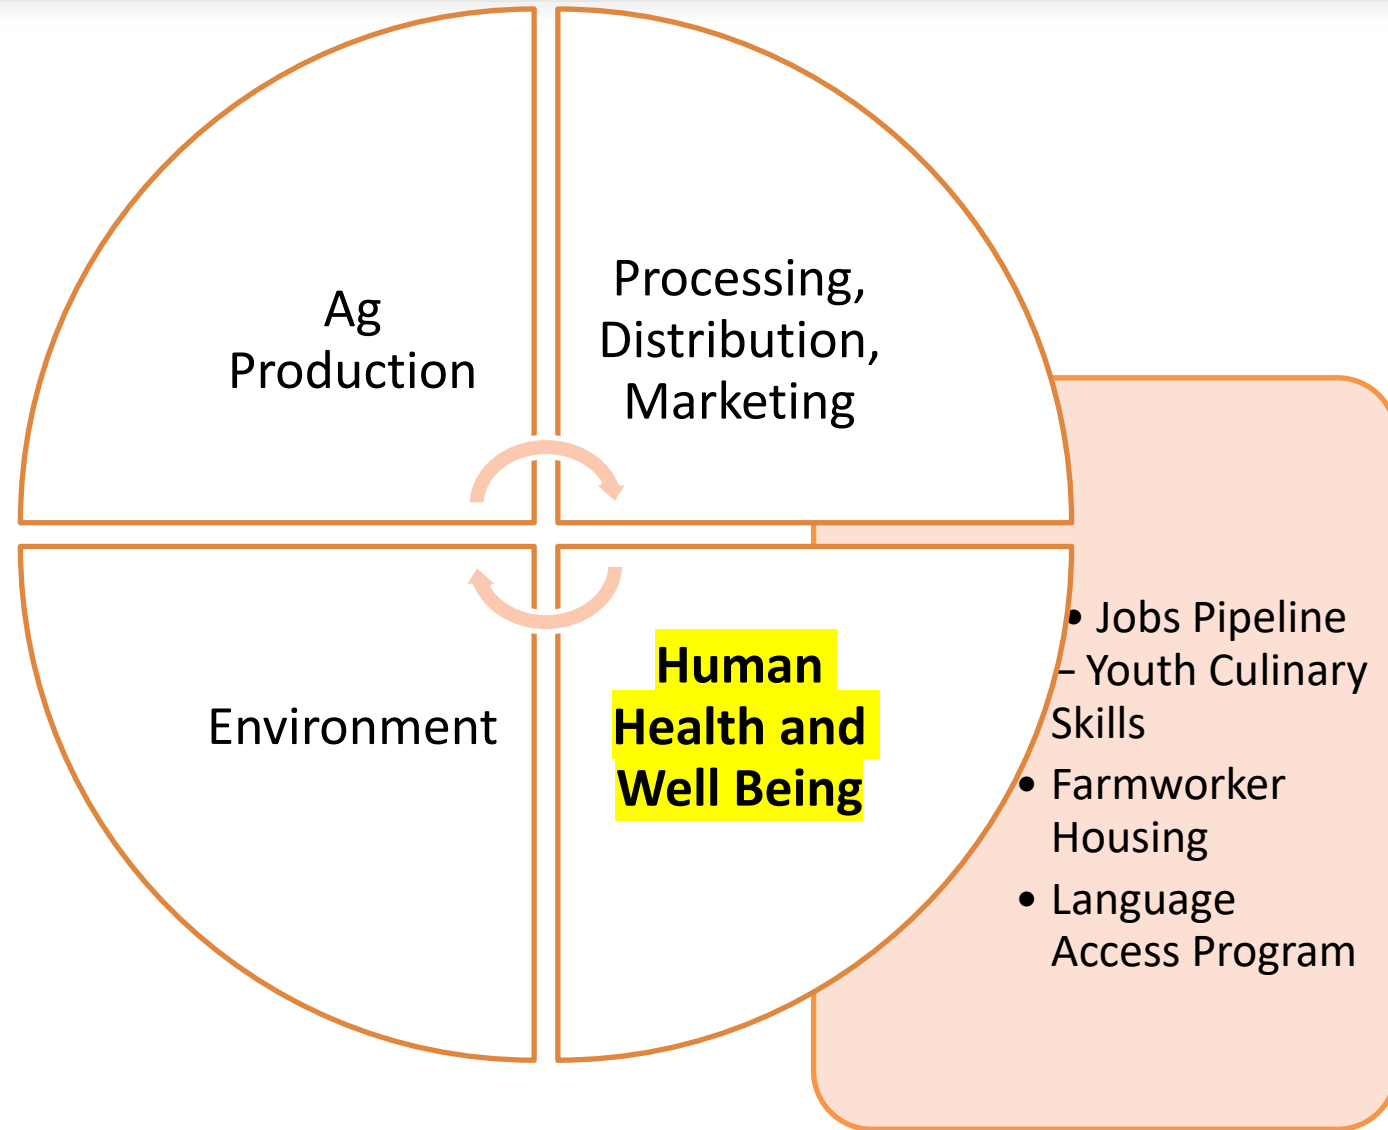 Ag
Production
Processing,
Distribution,
Marketing
Environment
Human
Health and
Well Being
• Jobs Pipeline
– Youth Culinary
Skills
• Farmworker
Housing
• Language
Access Program